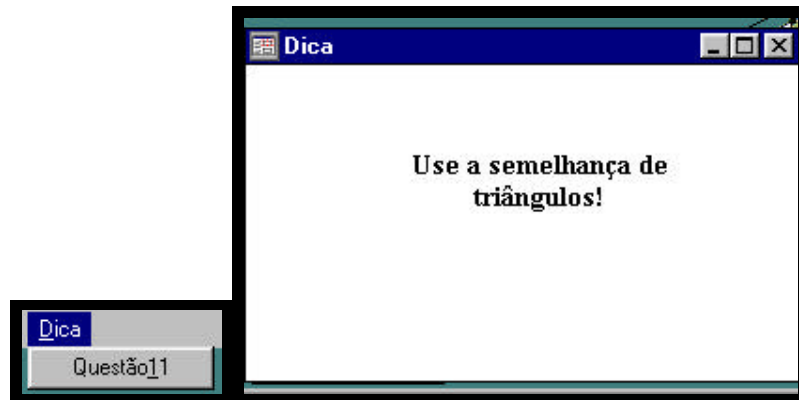 Dica
Use a semelhança de
triângulos!
Dica
Questão11